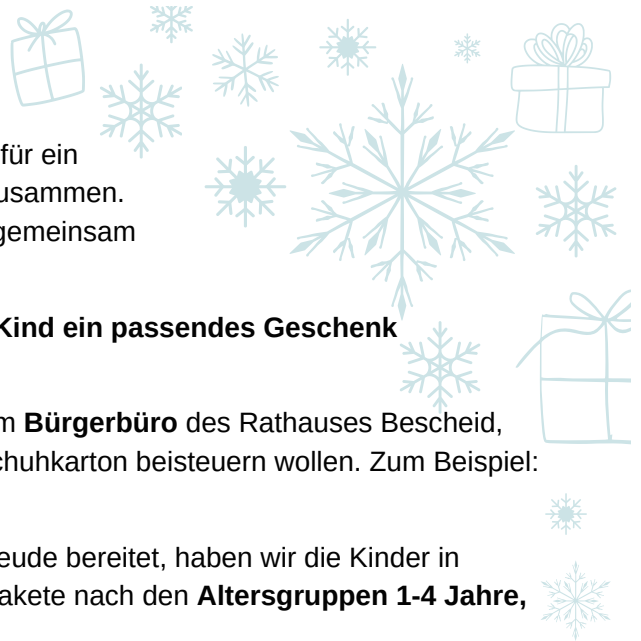 für ein
usammen.
gemeinsam
Kind ein passendes Geschenk
m Bürgerbüro des Rathauses Bescheid,
chuhkarton beisteuern wollen. Zum Beispiel:
eude bereitet, haben wir die Kinder in
akete nach den Altersgruppen 1-4 Jahre,